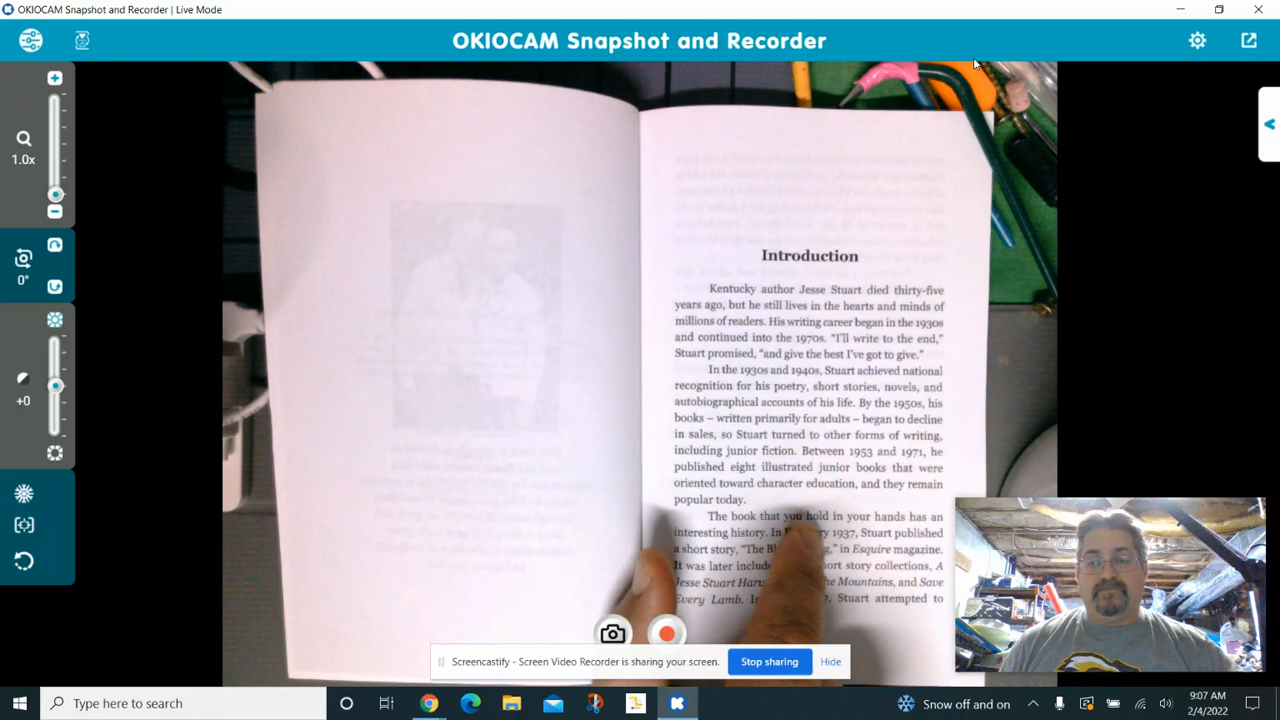 OKIOCAM Snapshot and Recorder | Live Mode
OKIOCAM Snapshot and Recorder
1.0x
0°
+0
Introduction
Kentucky author Jesse Stuart died thirty-five
years ago, but he still lives in the hearts and minds of
millions of readers. His writing career began in the 1930s
and continued into the 1970s. “I’ll write to the end,”
Stuart promised, “and give the best I’ve got to give.”
In the 1930s and 1940s, Stuart achieved national
recognition for his poetry, short stories, novels, and
autobiographical accounts of his life. By the 1950s, his
books – written primarily for adults – began to decline
in sales, so Stuart turned to other forms of writing,
including junior fiction. Between 1953 and 1971, he
published eight illustrated junior books that were
oriented toward character education, and they remain
popular today.
The book that you hold in your hands has an
interesting history. In 1937, Stuart published
a short story, “The in Esquire magazine.
It was later short story collections, A
Jesse Stuart Mountains, and Save
Every Lamb. Stuart attempted to
Screencastify - Screen Video Recorder is sharing your screen.
Stop sharing
Hide
Type here to search
Snow off and on
9:07 AM
2/4/2022